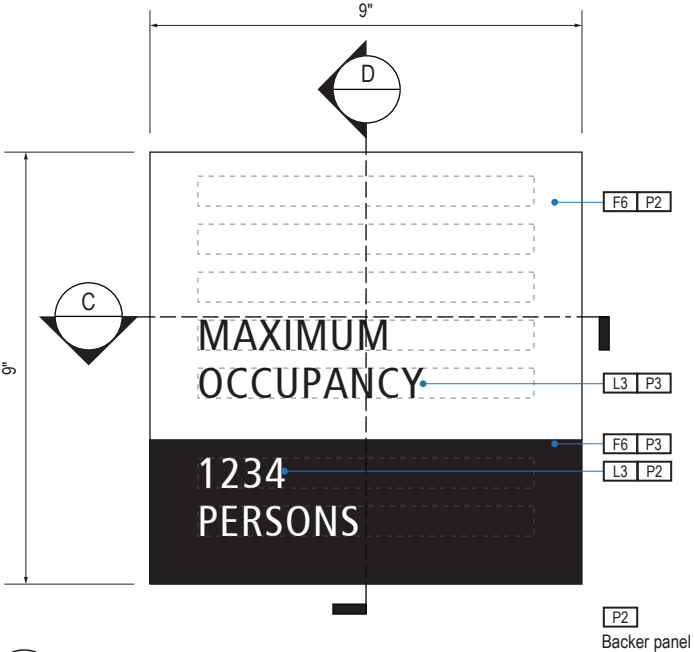 9"
D
F6 P2
C
9"
MAXIMUM
OCCUPANCY
L3 P3
F6 P3
1234
L3 P2
PERSONS
P2
Backer panel